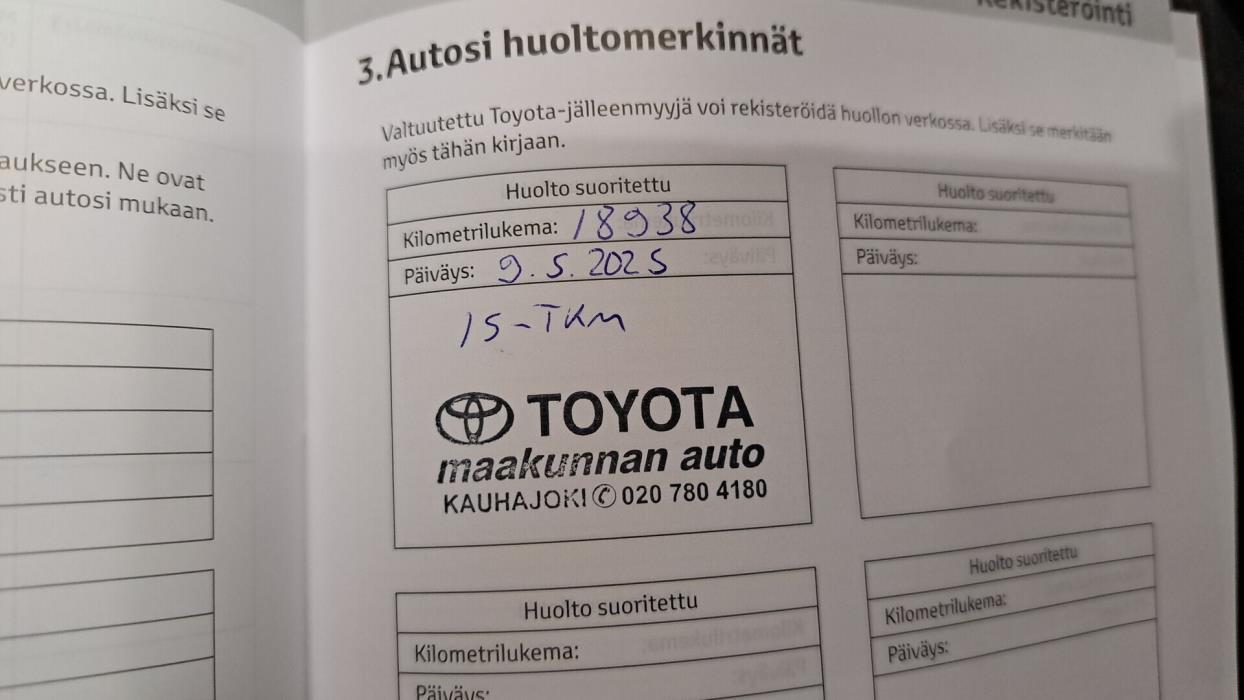 Rekisteröinti
verkossa. Lisäksi se
aukseen. Ne ovat
sti autosi mukaan.
3. Autosi huoltomerkinnät
Valtuutettu Toyota-jälleenmyyjä voi rekisteröidä huollon verkossa. Lisäksi se merkitään
myös tähän kirjaan.
Huolto suoritettu
Kilometrilukema: 18938
Päiväys: 9.5.2025
15-TKM
TOYOTA
maakunnan auto
KAUHAJOKI 020 780 4180
Huolto suoritettu
Kilometrilukema:
Päiväys:
Huolto suoritettu
Kilometrilukema:
Päiväys:
Huolto suoritettu
Kilometrilukema:
Päiväys: